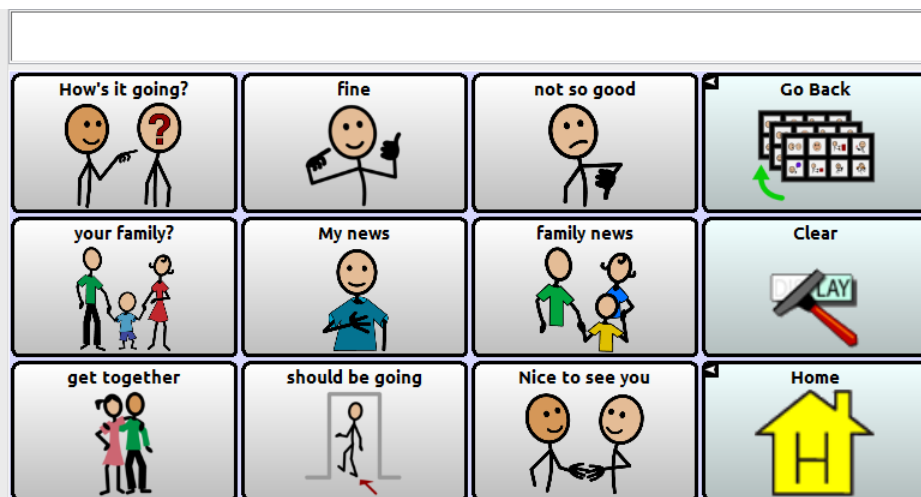 How's it going?
fine
not so good
Go Back
?
your family?
My news
family news
Clear
DISPLAY
get together
should be going
Nice to see you
Home
H